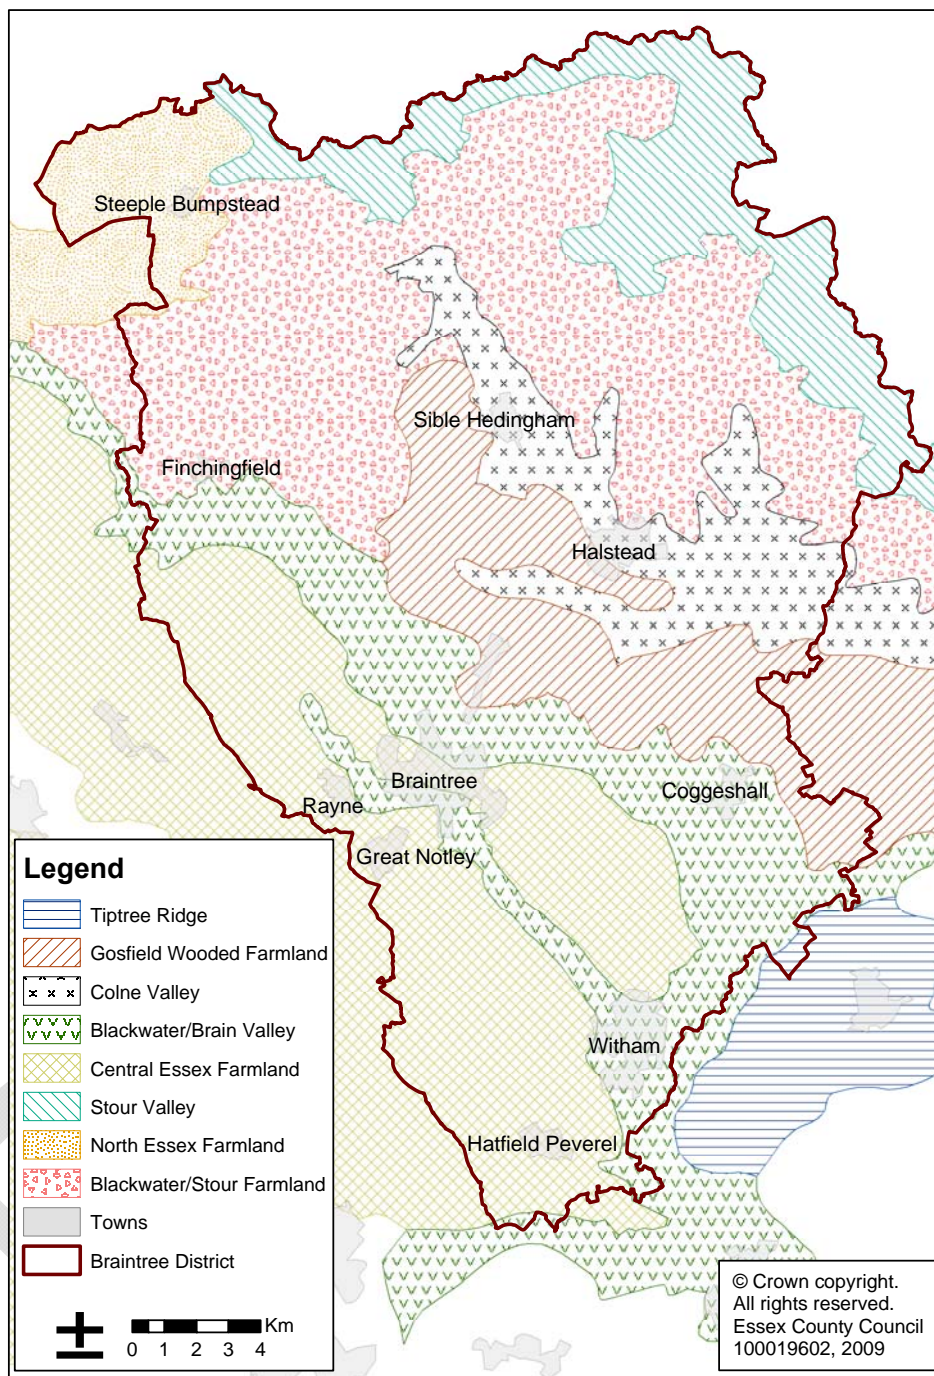 Steeple Bumpstead
Sible Hedingham
Finchingfield
Halstead
Braintree
Coggeshall
Rayne
Great Notley
Witham
Hatfield Peverel
Legend
Tiptree Ridge
Gosfield Wooded Farmland
Colne Valley
Blackwater/Brain Valley
Central Essex Farmland
Stour Valley
North Essex Farmland
Blackwater/Stour Farmland
Towns
Braintree District
Km
0 1 2 3 4
© Crown copyright.
All rights reserved.
Essex County Council
100019602, 2009